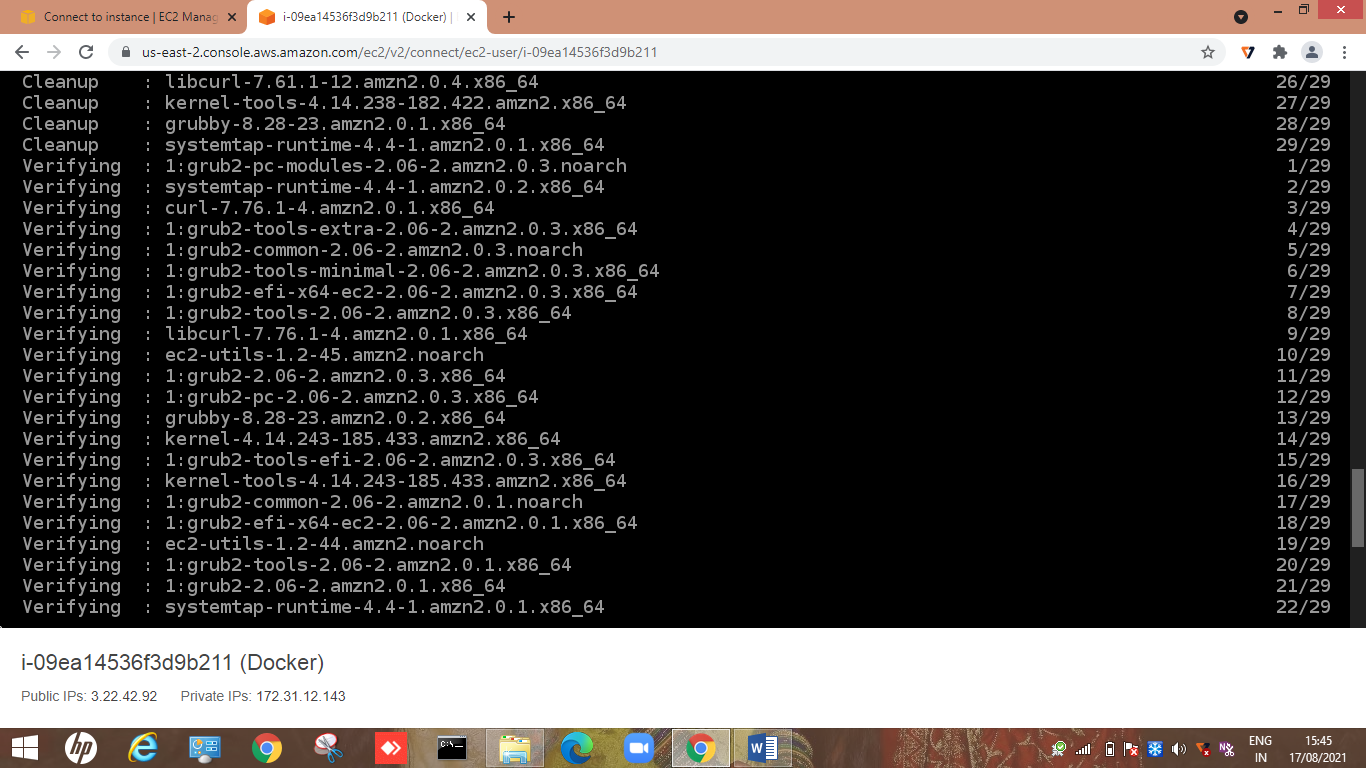 Connect to instance | EC2 Manag
i-09ea14536f3d9b211 (Docker) |
us-east-2.console.aws.amazon.com/ec2/v2/connect/ec2-user/i-09ea14536f3d9b211
Cleanup : libcurl-7.61.1-12.amzn2.0.4.x86_64 26/29
Cleanup : kernel-tools-4.14.238-182.422.amzn2.x86_64 27/29
Cleanup : grubby-8.28-23.amzn2.0.1.x86_64 28/29
Cleanup : systemtap-runtime-4.4-1.amzn2.0.1.x86_64 29/29
Verifying : 1:grub2-pc-modules-2.06-2.amzn2.0.3.noarch 1/29
Verifying : systemtap-runtime-4.4-1.amzn2.0.2.x86_64 2/29
Verifying : curl-7.76.1-4.amzn2.0.1.x86_64 3/29
Verifying : 1:grub2-tools-extra-2.06-2.amzn2.0.3.x86_64 4/29
Verifying : 1:grub2-common-2.06-2.amzn2.0.3.noarch 5/29
Verifying : 1:grub2-tools-minimal-2.06-2.amzn2.0.3.x86_64 6/29
Verifying : 1:grub2-efi-x64-ec2-2.06-2.amzn2.0.3.x86_64 7/29
Verifying : 1:grub2-tools-2.06-2.amzn2.0.3.x86_64 8/29
Verifying : libcurl-7.76.1-4.amzn2.0.1.x86_64 9/29
Verifying : ec2-utils-1.2-45.amzn2.noarch 10/29
Verifying : 1:grub2-2.06-2.amzn2.0.3.x86_64 11/29
Verifying : 1:grub2-pc-2.06-2.amzn2.0.3.x86_64 12/29
Verifying : grubby-8.28-23.amzn2.0.2.x86_64 13/29
Verifying : kernel-4.14.243-185.433.amzn2.x86_64 14/29
Verifying : 1:grub2-tools-efi-2.06-2.amzn2.0.3.x86_64 15/29
Verifying : kernel-tools-4.14.243-185.433.amzn2.x86_64 16/29
Verifying : 1:grub2-common-2.06-2.amzn2.0.1.noarch 17/29
Verifying : 1:grub2-efi-x64-ec2-2.06-2.amzn2.0.1.x86_64 18/29
Verifying : ec2-utils-1.2-44.amzn2.noarch 19/29
Verifying : 1:grub2-tools-2.06-2.amzn2.0.1.x86_64 20/29
Verifying : 1:grub2-2.06-2.amzn2.0.1.x86_64 21/29
Verifying : systemtap-runtime-4.4-1.amzn2.0.1.x86_64 22/29
i-09ea14536f3d9b211 (Docker)
Public IPs: 3.22.42.92 Private IPs: 172.31.12.143
hp
C:\
W
ENG 15:45
IN 17/08/2021